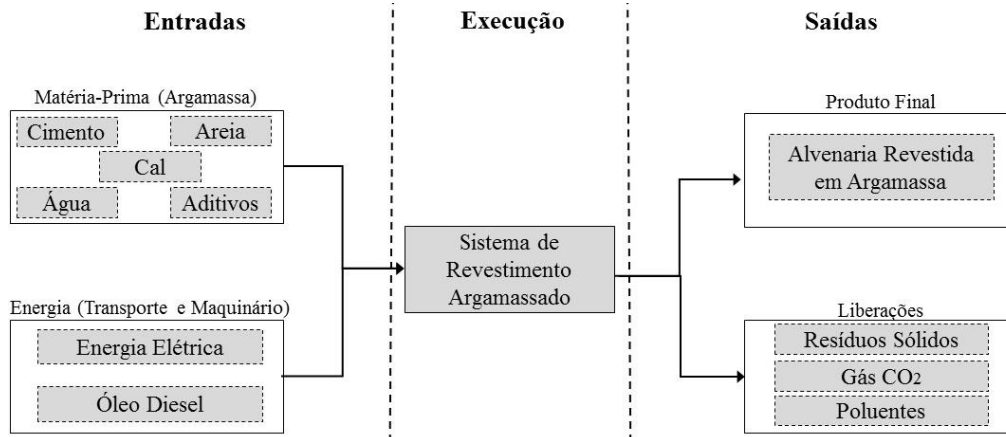 Entradas
Execução
Saídas
Matéria-Prima (Argamassa)
Cimento
Areia
Cal
Água
Aditivos
Energia (Transporte e Maquinário)
Energia Elétrica
Óleo Diesel
Sistema de
Revestimento
Argamassado
Produto Final
Alvenaria Revestida
em Argamassa
Liberações
Resíduos Sólidos
Gás CO2
Poluentes